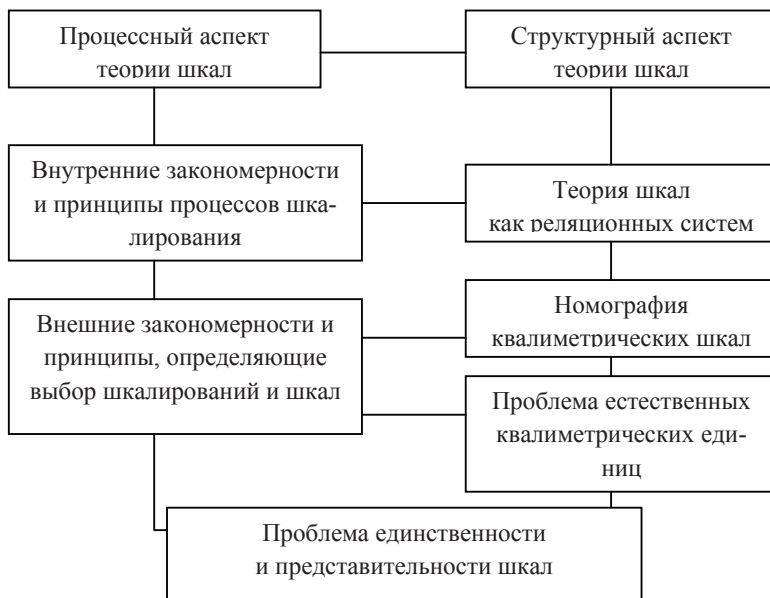 Процессный аспект
теории шкал
Структурный аспект
теории шкал
Внутренние закономерности
и принципы процессов шка-
лирования
Теория шкал
как реляционных систем
Внешние закономерности и
принципы, определяющие
выбор шкалирований и шкал
Номография
квалиметрических шкал
Проблема естественных
квалиметрических еди-
ниц
Проблема единственности
и представительности шкал